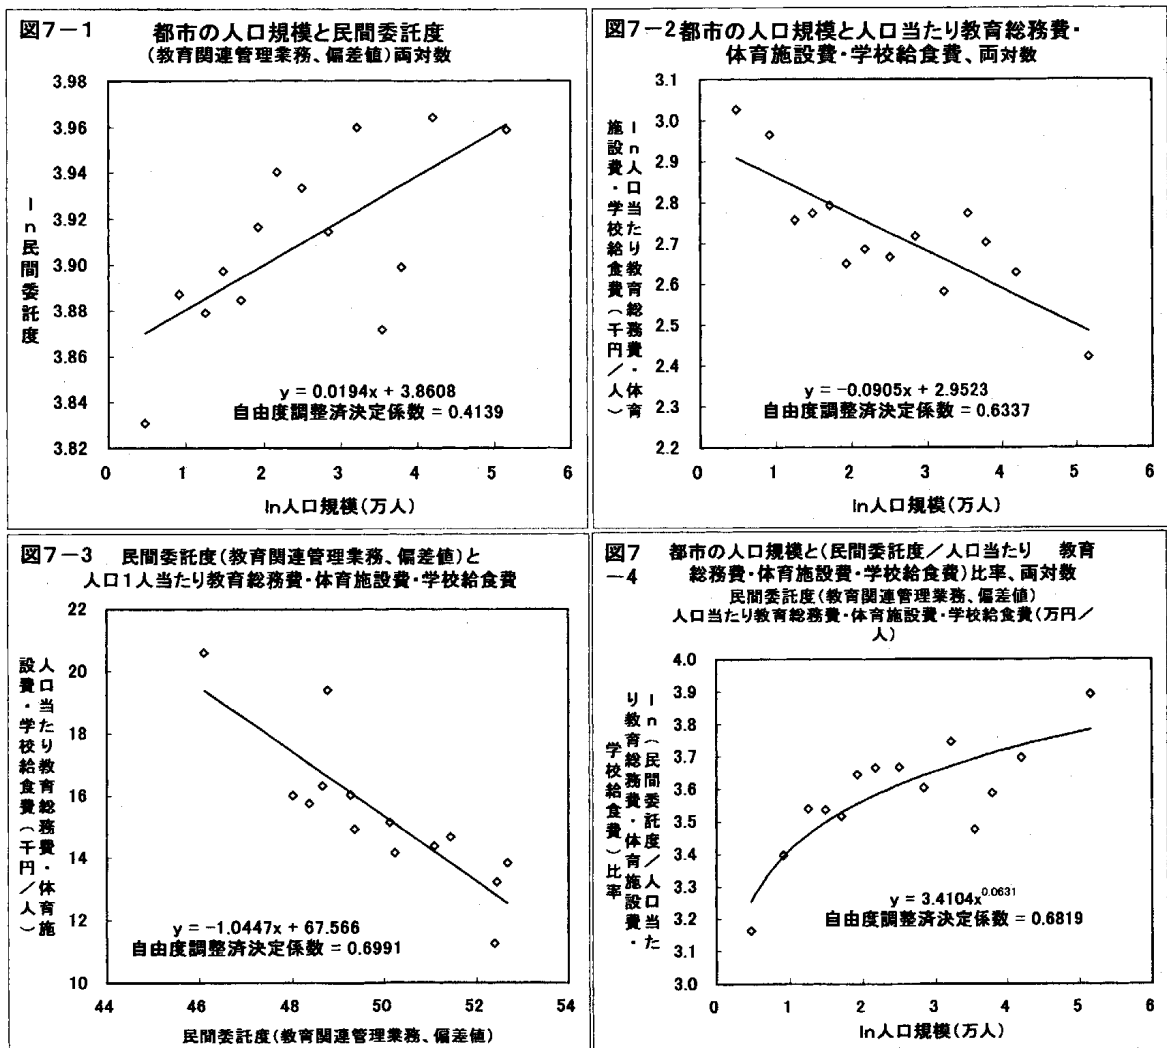 図7－1
都市の人口規模と民間委託度
(教育関連管理業務、偏差値)両対数
3.98
3.96
3.94
3.92
3.90
3.88
3.86
3.84
3.82
ln民間委託度
y = 0.0194x + 3.8608
自由度調整済決定係数 = 0.4139
0 1 2 3 4 5 6
ln人口規模(万人)
図7－2都市の人口規模と人口当たり教育総務費・
体育施設費・学校給食費、両対数
3.1
3.0
2.9
2.8
2.7
2.6
2.5
2.4
2.3
2.2
ln人口当たり教育総務費・体育
施設費・学校給食費(千円/人)
y = −0.0905x + 2.9523
自由度調整済決定係数 = 0.6337
0 1 2 3 4 5 6
ln人口規模(万人)
図7－3
民間委託度(教育関連管理業務、偏差値)と
人口1人当たり教育総務費・体育施設費・学校給食費
22
20
18
16
14
12
10
人口当たり教育総務費・体育施
設費・学校給食費(千円/人)
y = −1.0447x + 67.566
自由度調整済決定係数 = 0.6991
44 46 48 50 52 54
民間委託度(教育関連管理業務、偏差値)
図7
－4
都市の人口規模と(民間委託度/人口当たり 教育
総務費・体育施設費・学校給食費)比率、両対数
民間委託度(教育関連管理業務、偏差値)
人口当たり教育総務費・体育施設費・学校給食費(万円/
人)
4.0
3.9
3.8
3.7
3.6
3.5
3.4
3.3
3.2
3.1
3.0
ln(民間委託度/人口当た
り教育総務費・体育施設費・
学校給食費)比率
y = 3.4104x^0.0631
自由度調整済決定係数 = 0.6819
0 1 2 3 4 5 6
ln人口規模(万人)